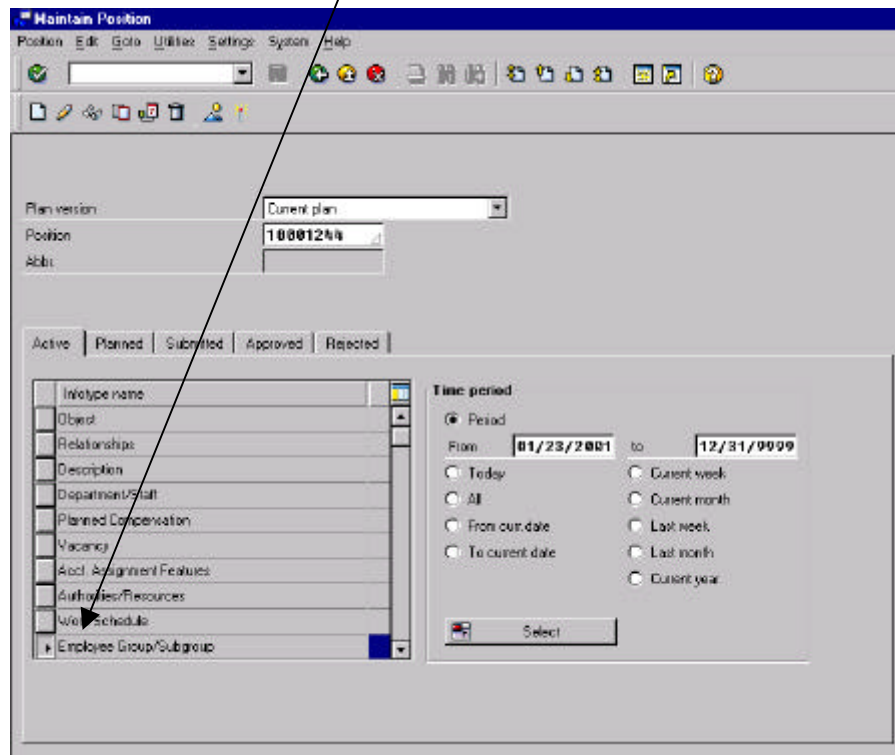 Maintain Position
Position Edit Goto Utilities Settings System Help
Plan version Current plan
Position 10001244
Abbr.
Active Planned Submitted Approved Rejected
Infotype name
Object
Relationships
Description
Department/Staff
Planned Compensation
Vacancy
Acct. Assignment Features
Authorities/Resources
Work Schedule
Employee Group/Subgroup
Time period
Period
From 01/23/2001 to 12/31/9999
Today Current week
All Current month
From curr.date Last week
To current date Last month
Current year
Select